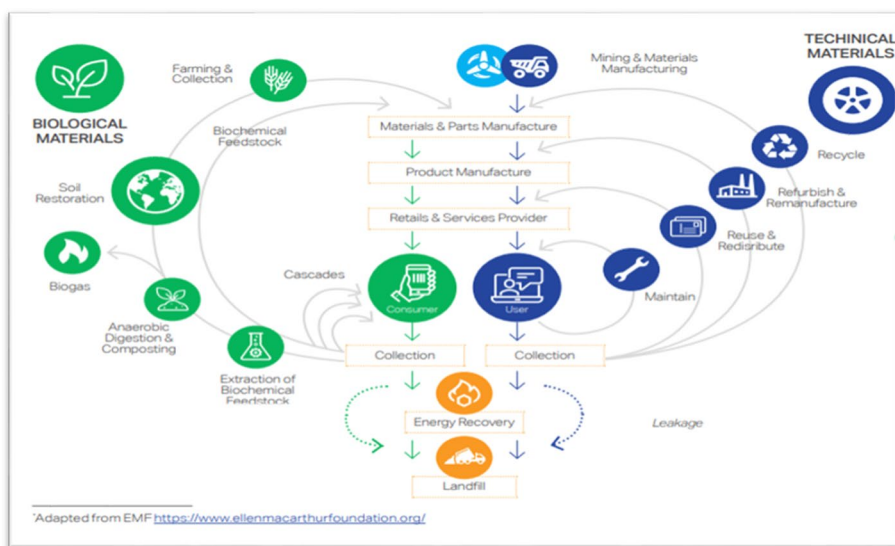 TECHINICAL
MATERIALS
Farming &
Collection
Mining & Materials
Manufacturing
BIOLOGICAL
MATERIALS
Materials & Parts Manufacture
Biochemical
Feedstock
Recycle
Product Manufacture
Soil
Restoration
Refurbish &
Remanufacture
Retails & Services Provider
Reuse &
Redisribute
Cascades
Biogas
Maintain
Consumer
User
Anaerobic
Digestion &
Composting
Collection
Collection
Extraction of
Biochemical
Feedstock
Energy Recovery
Leakage
Landfill
*Adapted from EMF https://www.ellenmacarthurfoundation.org/